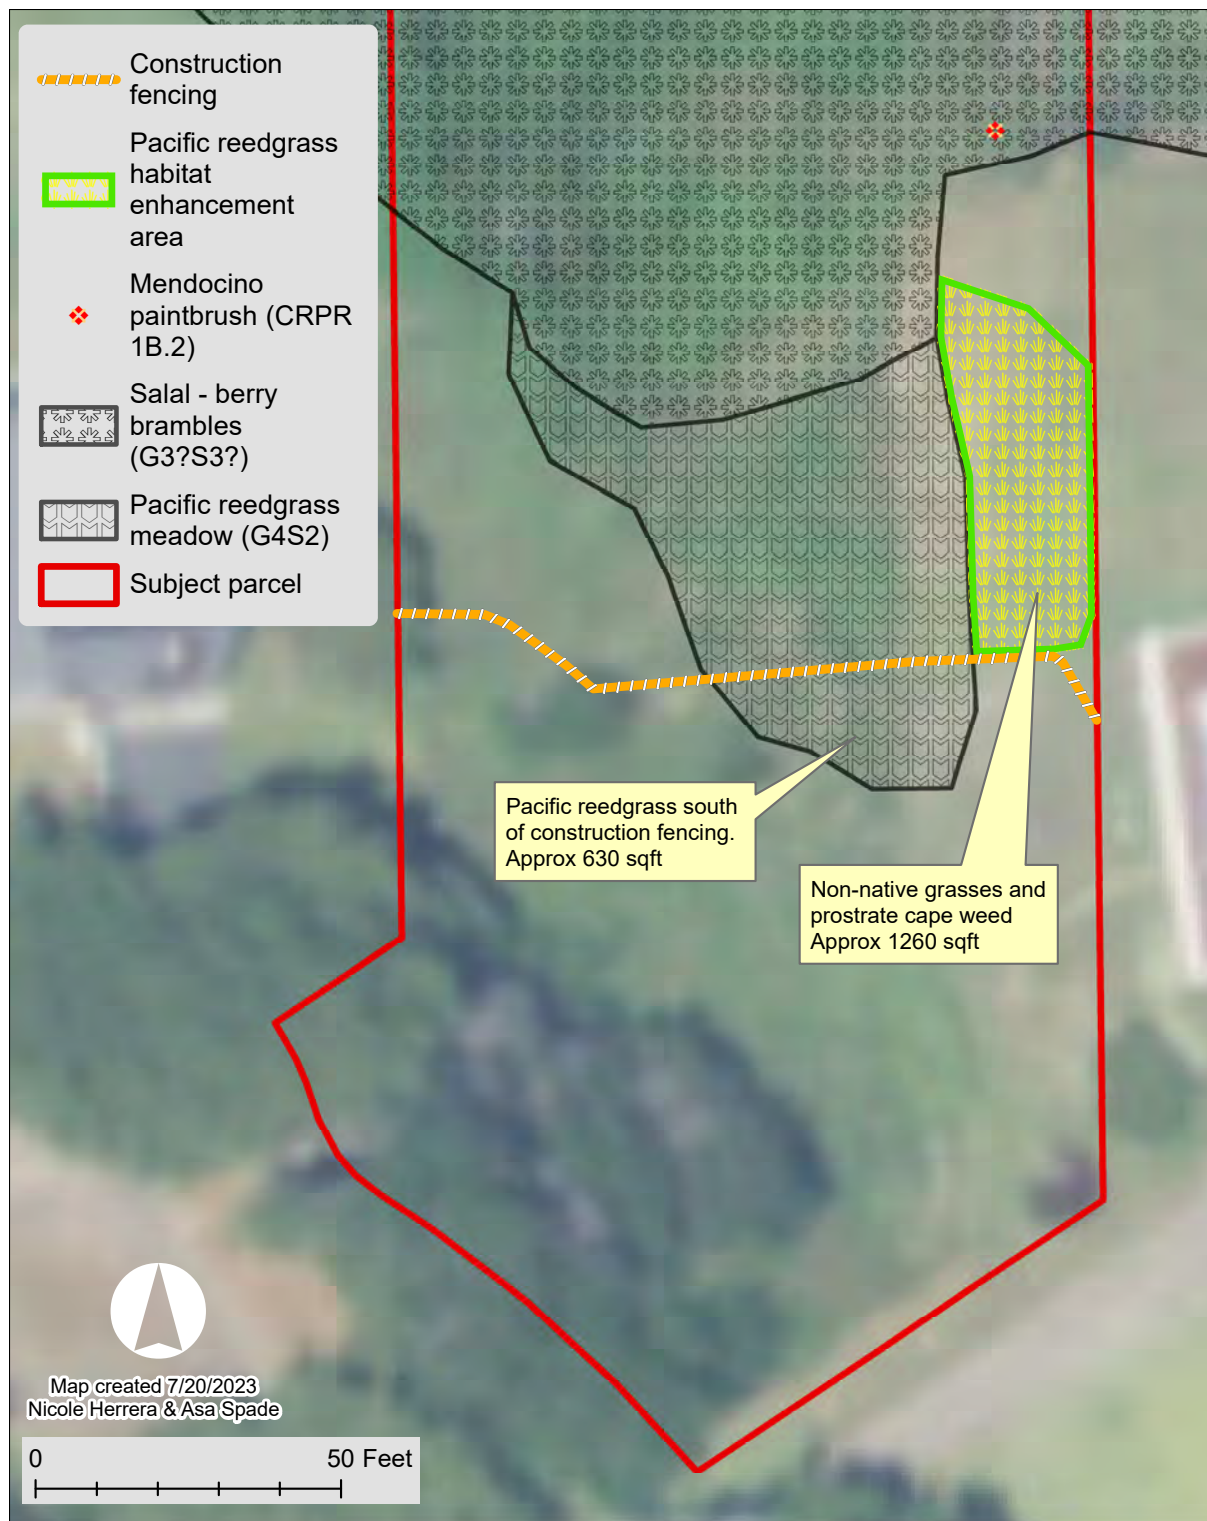 Construction
fencing
Pacific reedgrass
habitat
enhancement
area
Mendocino
paintbrush (CRPR
1B.2)
Salal - berry
brambles
(G3?S3?)
Pacific reedgrass
meadow (G4S2)
Subject parcel
Pacific reedgrass south
of construction fencing.
Approx 630 sqft
Non-native grasses and
prostrate cape weed
Approx 1260 sqft
Map created 7/20/2023
Nicole Herrera & Asa Spade
0 50 Feet